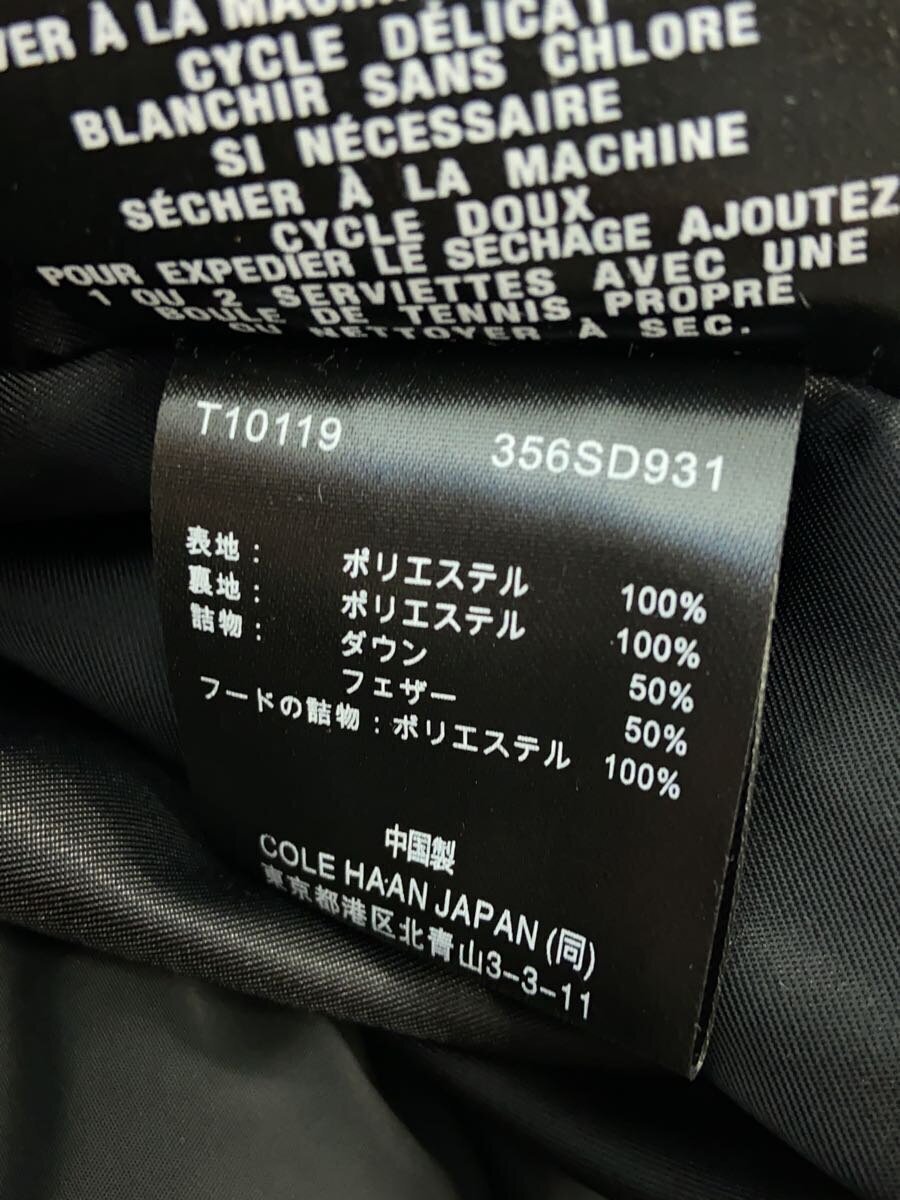 VER À LA MACHINE
CYCLE DÉLICAT
BLANCHIR SANS CHLORE
SI NÉCESSAIRE
SÉCHER À LA MACHINE
CYCLE DOUX
POUR EXPEDIER LE SECHAGE AJOUTEZ
1 OU 2 SERVIETTES AVEC UNE
BOULE DE TENNIS PROPRE
OU NETTOYER À SEC.
T10119 356SD931
表地: ポリエステル 100%
裏地: ポリエステル 100%
詰物: ダウン 50%
フェザー 50%
フードの詰物:ポリエステル 100%
中国製
COLE HAAN JAPAN (同)
東京都港区北青山3-3-11